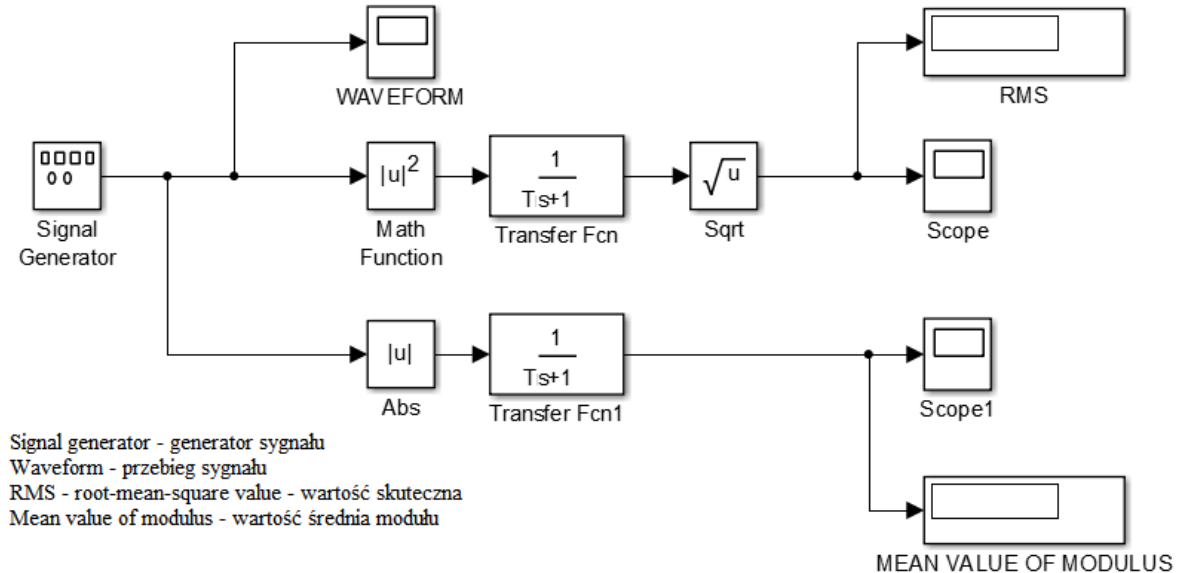 WAVEFORM
RMS
Signal
Generator
|u|²
Math
Function
1
Ts+1
Transfer Fcn
√u
Sqrt
Scope
|u|
Abs
1
Ts+1
Transfer Fcn1
Scope1
Signal generator - generator sygnału
Waveform - przebieg sygnału
RMS - root-mean-square value - wartość skuteczna
Mean value of modulus - wartość średnia modułu
MEAN VALUE OF MODULUS